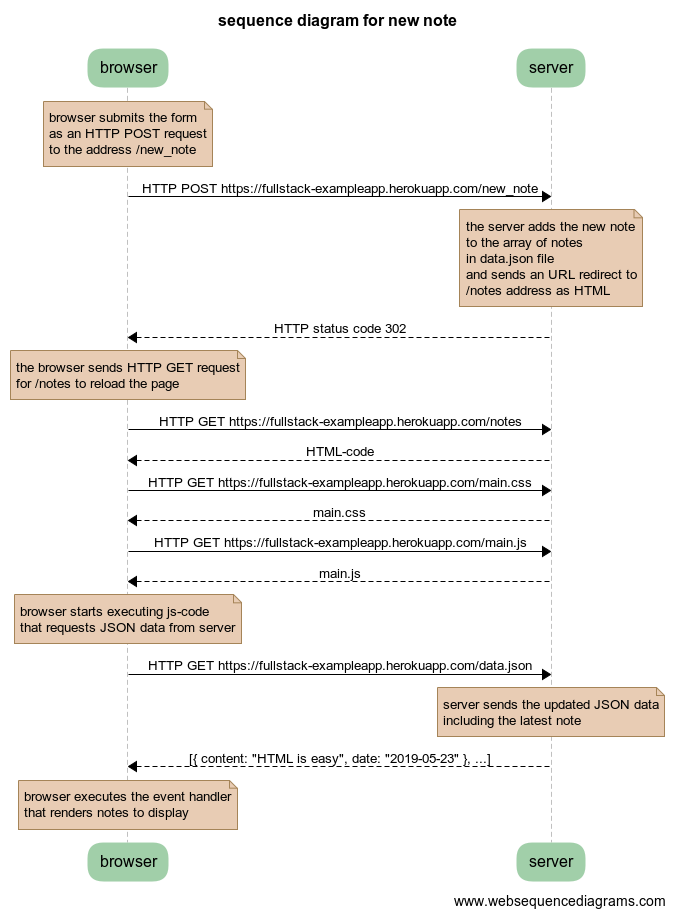 sequence diagram for new note
browser
server
browser submits the form
as an HTTP POST request
to the address /new_note
HTTP POST https://fullstack-exampleapp.herokuapp.com/new_note
the server adds the new note
to the array of notes
in data.json file
and sends an URL redirect to
/notes address as HTML
HTTP status code 302
the browser sends HTTP GET request
for /notes to reload the page
HTTP GET https://fullstack-exampleapp.herokuapp.com/notes
HTML-code
HTTP GET https://fullstack-exampleapp.herokuapp.com/main.css
main.css
HTTP GET https://fullstack-exampleapp.herokuapp.com/main.js
main.js
browser starts executing js-code
that requests JSON data from server
HTTP GET https://fullstack-exampleapp.herokuapp.com/data.json
server sends the updated JSON data
including the latest note
[{ content: "HTML is easy", date: "2019-05-23" }, ...]
browser executes the event handler
that renders notes to display
browser
server
www.websequencediagrams.com